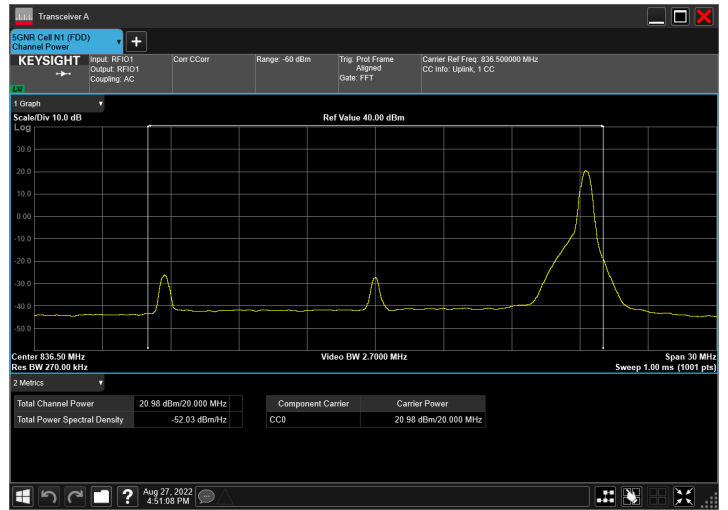 Transceiver A
5GNR Cell N1 (FDD)
Channel Power
KEYSIGHT
LXI
Input: RFIO1
Output: RFIO1
Coupling: AC
Corr CCorr
Range: -60 dBm
Trig: Prot Frame
Aligned
Gate: FFT
Carrier Ref Freq: 836.500000 MHz
CC Info: Uplink, 1 CC
1 Graph
Scale/Div 10.0 dB
Ref Value 40.00 dBm
Log
30.0
20.0
10.0
0.00
-10.0
-20.0
-30.0
-40.0
-50.0
Center 836.50 MHz
Video BW 2.7000 MHz
Span 30 MHz
Res BW 270.00 kHz
Sweep 1.00 ms (1001 pts)
2 Metrics
Total Channel Power 20.98 dBm/20.000 MHz
Total Power Spectral Density -52.03 dBm/Hz
Component Carrier Carrier Power
CC0 20.98 dBm/20.000 MHz
Aug 27, 2022
4:51:08 PM